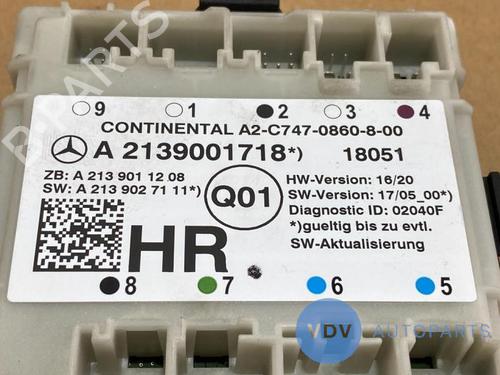 9 1 2 3 4
CONTINENTAL A2-C747-0860-8-00
A 2139001718*) 18051
ZB: A 213 901 12 08
SW: A 213 902 71 11*)
Q01
HW-Version: 16/20
SW-Version: 17/05_00*)
Diagnostic ID: 02040F
*)gueltig bis zu evtl.
SW-Aktualisierung
HR
8 7 6 5
B-PARTS
VDV AUTOPARTS